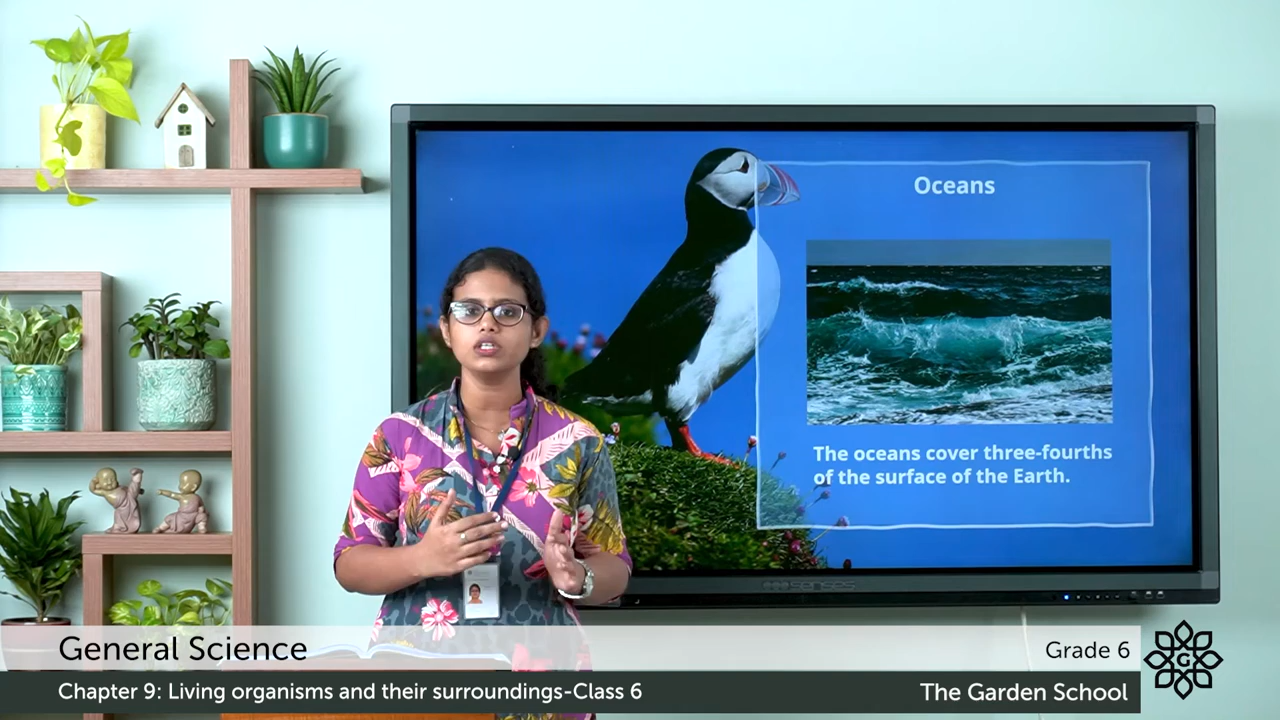 Oceans
The oceans cover three-fourths
of the surface of the Earth.
senses
General Science
Grade 6
Chapter 9: Living organisms and their surroundings-Class 6
The Garden School
G